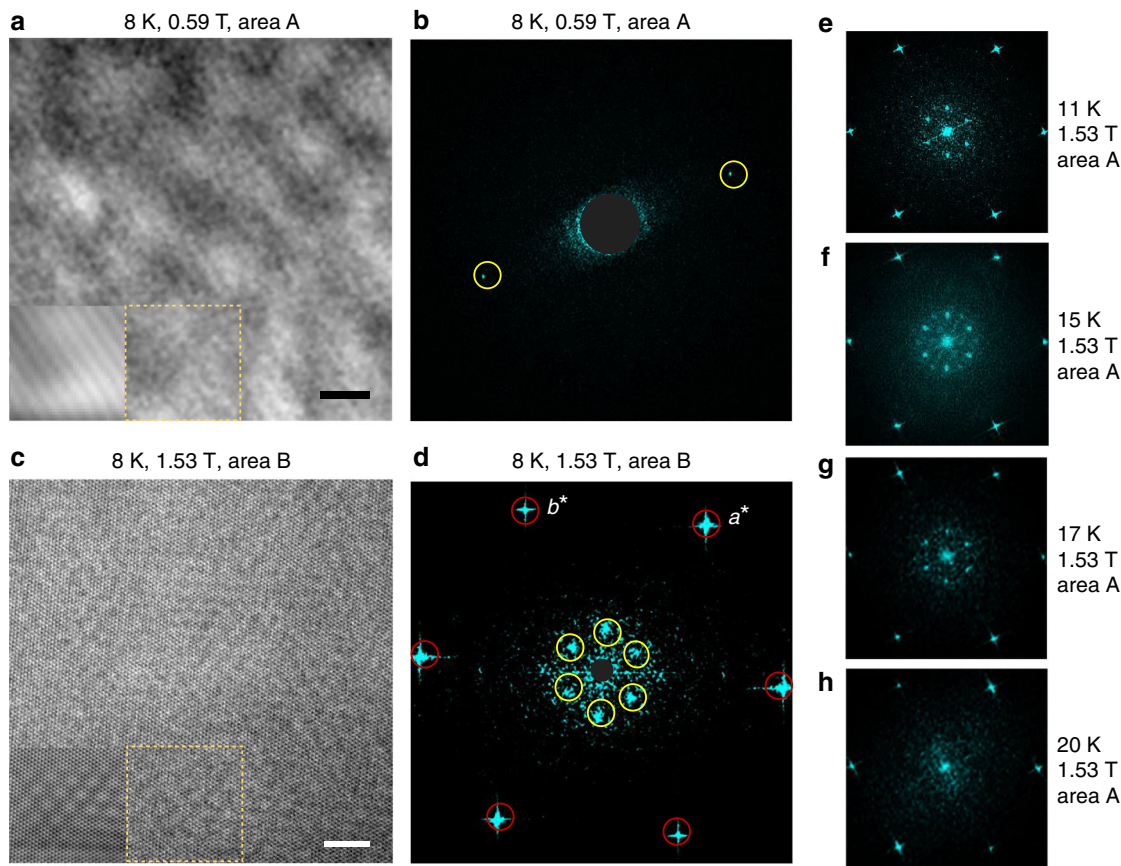 a
8 K, 0.59 T, area A
b
8 K, 0.59 T, area A
c
8 K, 1.53 T, area B
d
8 K, 1.53 T, area B
b*
a*
e
11 K
1.53 T
area A
f
15 K
1.53 T
area A
g
17 K
1.53 T
area A
h
20 K
1.53 T
area A